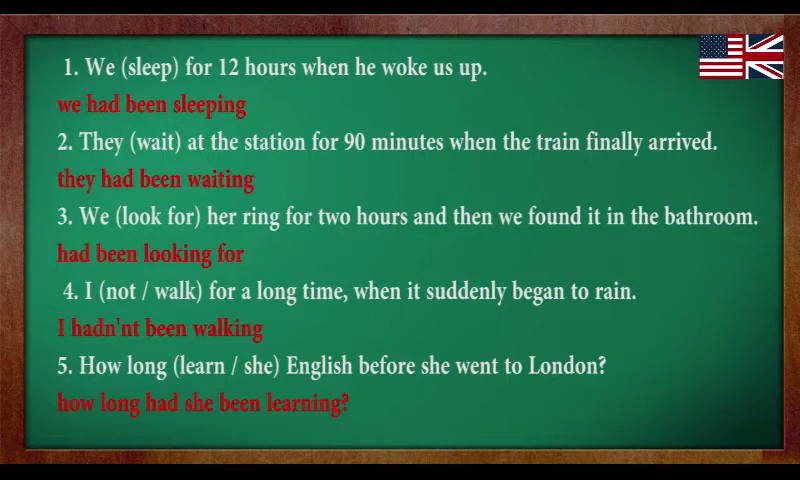 1. We (sleep) for 12 hours when he woke us up.
we had been sleeping
2. They (wait) at the station for 90 minutes when the train finally arrived.
they had been waiting
3. We (look for) her ring for two hours and then we found it in the bathroom.
had been looking for
4. I (not / walk) for a long time, when it suddenly began to rain.
I hadn'nt been walking
5. How long (learn / she) English before she went to London?
how long had she been learning?